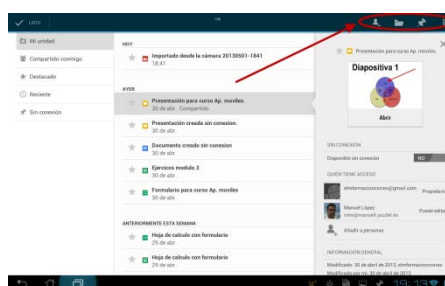 LISTO
Mi unidad
Compartido conmigo
Destacado
Reciente
Sin conexión
HOY
Importado desde la cámara 20130501-1841
18:41
AYER
Presentación para curso Ap. moviles.
30 de abr. Compartido
Presentación creada sin conexion.
30 de abr.
Documento creado sin conexion
30 de abr.
Ejercicos modulo 3
30 de abr.
Formulario para curso Ap. moviles
30 de abr.
ANTERIORMENTE ESTA SEMANA
Hoja de calculo con formulario
29 de abr.
Hoja de calculo con formulario
29 de abr.
Presentación para curso Ap. moviles.
Diapositiva 1
Abrir
SIN CONEXIÓN
Disponible sin conexión
NO
QUIÉN TIENE ACCESO
Propietario
Manuel López
Puede edita
Añadir a personas
INFORMACIÓN GENERAL
Modificado: 30 de abril de 2013,
Modificado por mí: 30 de abril de 2013
19:13